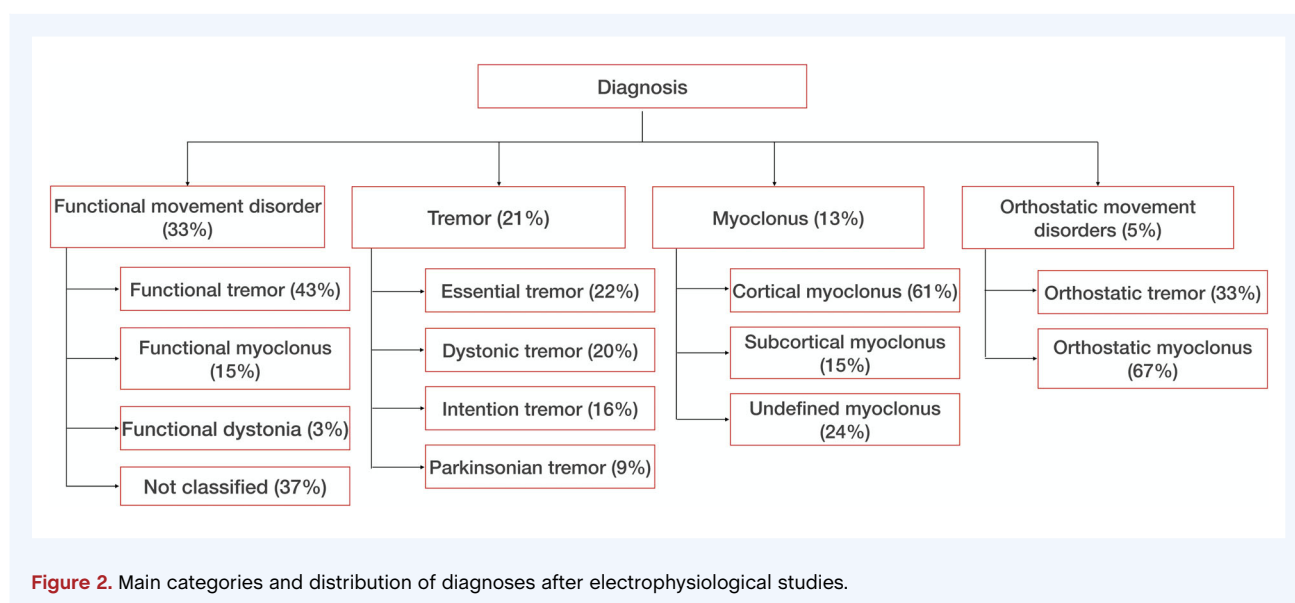 Diagnosis
Functional movement disorder
(33%)
Functional tremor (43%)
Functional myoclonus
(15%)
Functional dystonia (3%)
Not classified (37%)
Tremor (21%)
Essential tremor (22%)
Dystonic tremor (20%)
Intention tremor (16%)
Parkinsonian tremor (9%)
Myoclonus (13%)
Cortical myoclonus (61%)
Subcortical myoclonus
(15%)
Undefined myoclonus
(24%)
Orthostatic movement
disorders (5%)
Orthostatic tremor (33%)
Orthostatic myoclonus
(67%)
Figure 2. Main categories and distribution of diagnoses after electrophysiological studies.